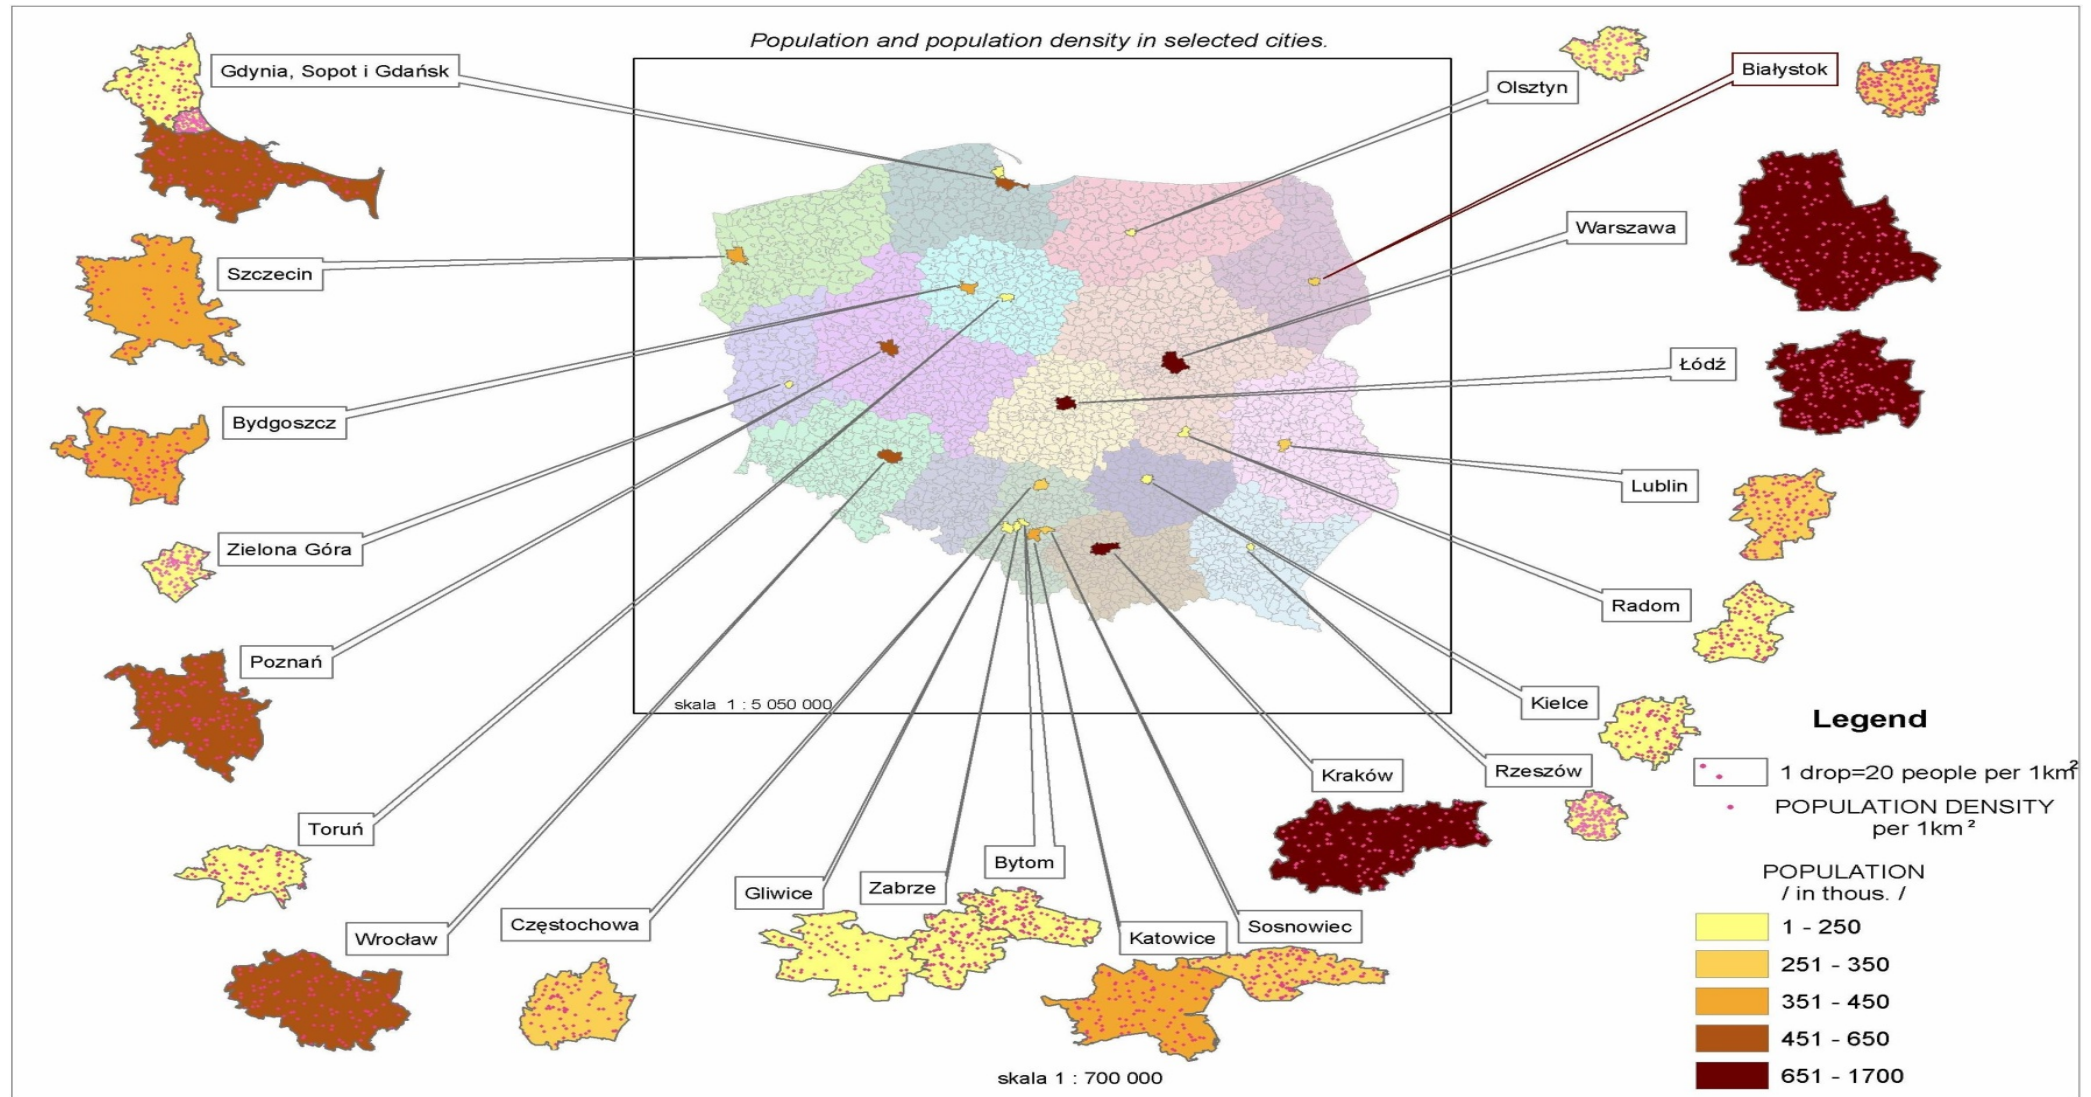 Population and population density in selected cities.
Gdynia, Sopot i Gdańsk
Olsztyn
Białystok
Szczecin
Warszawa
Łódź
Bydgoszcz
Lublin
Zielona Góra
Radom
Poznań
Kielce
skala 1 : 5 050 000
Kraków
Rzeszów
Toruń
Bytom
Gliwice
Zabrze
Częstochowa
Wrocław
Katowice
Sosnowiec
skala 1 : 700 000
Legend
1 drop=20 people per 1km²
POPULATION DENSITY
per 1km²
POPULATION
/ in thous. /
1 - 250
251 - 350
351 - 450
451 - 650
651 - 1700